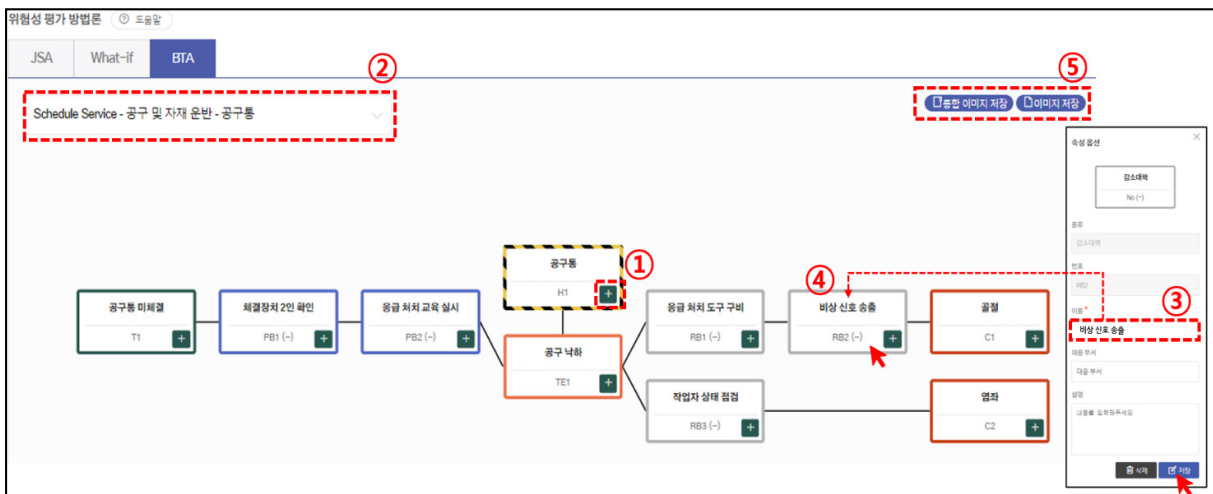 위험성 평가 방법론 ? 도움말
JSA What-if BTA
②
⑤
Schedule Service - 공구 및 자재 운반 - 공구통
통합 이미지 저장 이미지 저장
공구통
H1 +
①
공구통 미체결
T1 +
체결장치 2인 확인
PB1 (-) +
응급 처치 교육 실시
PB2 (-) +
공구 낙하
TE1 +
응급 처치 도구 구비
RB1 (-) +
④
비상 신호 송출
RB2 (-) +
골절
C1 +
작업자 상태 점검
RB3 (-) +
염좌
C2 +
속성 옵션
감소대책
No (-)
종류
감소대책
번호
RB2
③
이름 *
비상 신호 송출
대응 부서
대응 부서
설명
내용을 입력해주세요
삭제 저장